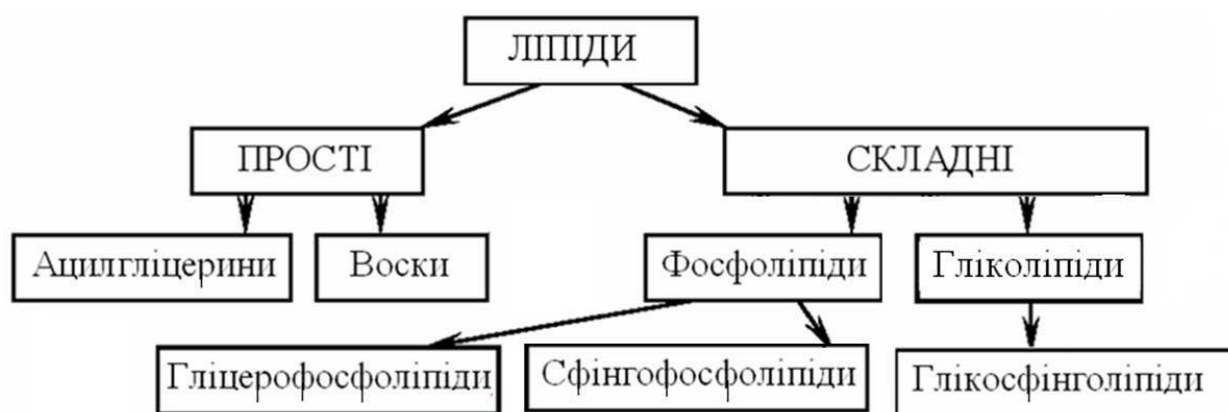 ЛІПІДИ
ПРОСТІ
СКЛАДНІ
Ацилгліцерини
Воски
Фосфоліпіди
Гліколіпіди
Гліцерофосфоліпіди
Сфінгофосфоліпіди
Глікосфінголіпіди